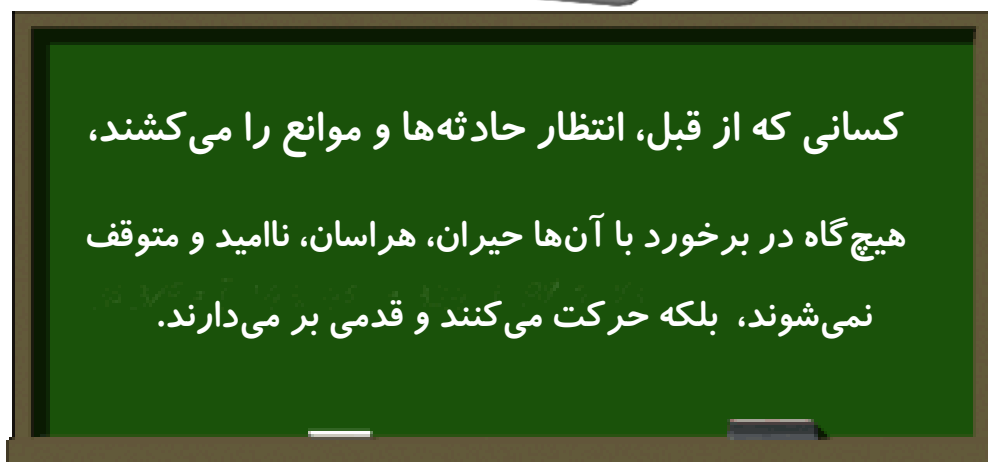 کسانی که از قبل، انتظار حادثه‌ها و موانع را می‌کشند،
هیچ‌گاه در برخورد با آن‌ها حیران، هراسان، ناامید و متوقف
نمی‌شوند، بلکه حرکت می‌کنند و قدمی بر می‌دارند.